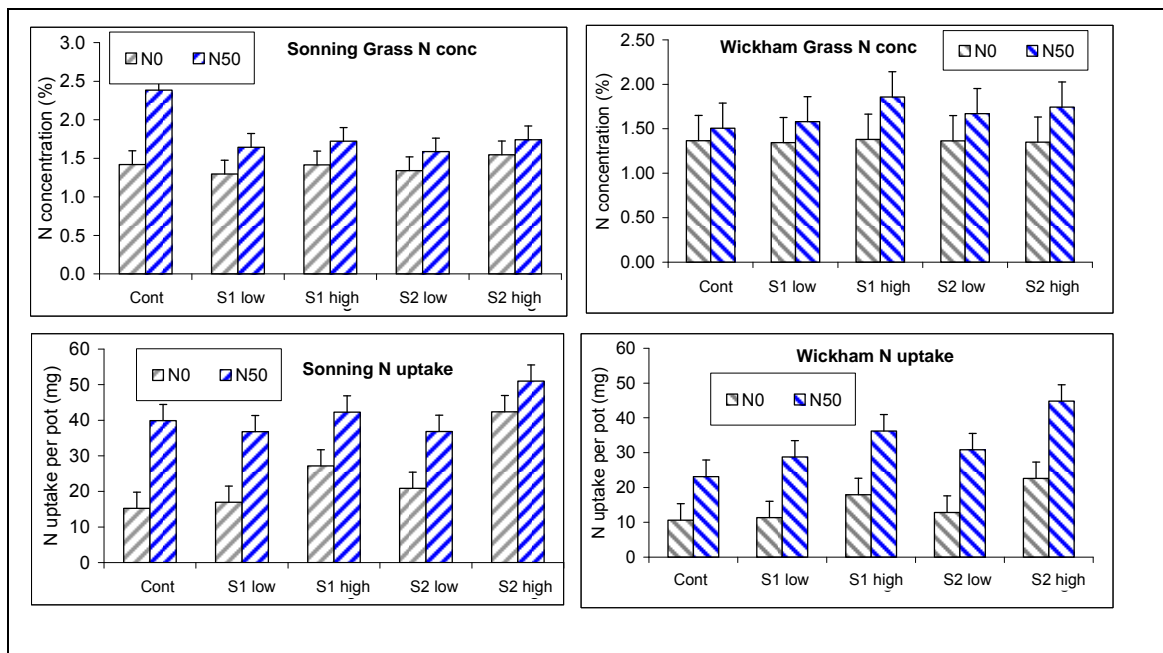 Sonning Grass N conc
N0 N50
N concentration (%)
3.0
2.5
2.0
1.5
1.0
0.5
0.0
Cont S1 low S1 high S2 low S2 high
Wickham Grass N conc
N0 N50
N concentration (%)
2.50
2.00
1.50
1.00
0.50
0.00
Cont S1 low S1 high S2 low S2 high
Sonning N uptake
N0 N50
N uptake per pot (mg)
60
50
40
30
20
10
0
Cont S1 low S1 high S2 low S2 high
Wickham N uptake
N0 N50
N uptake per pot (mg)
60
50
40
30
20
10
0
Cont S1 low S1 high S2 low S2 high